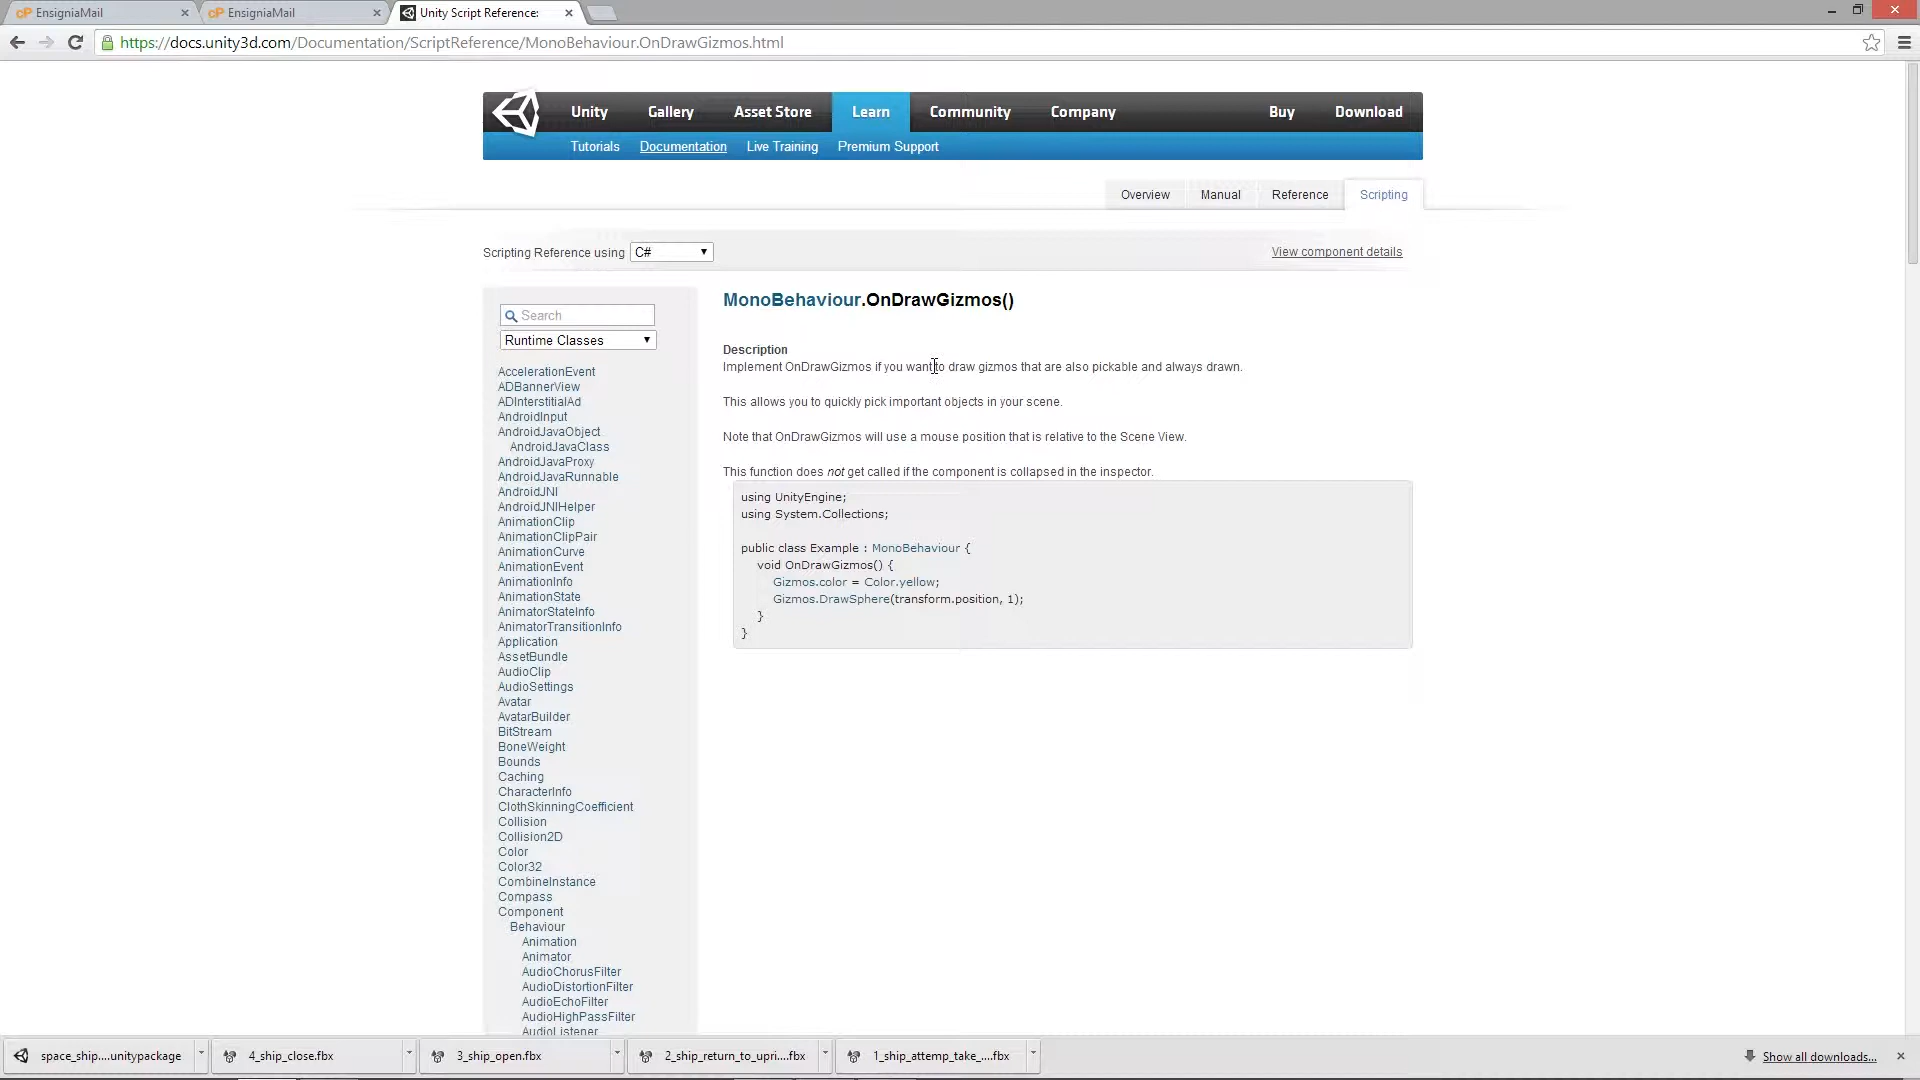 EnsigniaMail
EnsigniaMail
Unity Script Reference:
https://docs.unity3d.com/Documentation/ScriptReference/MonoBehaviour.OnDrawGizmos.html
Unity Gallery Asset Store Learn Community Company Buy Download
Tutorials Documentation Live Training Premium Support
Overview Manual Reference Scripting
Scripting Reference using C# View component details
Search
Runtime Classes
AccelerationEvent
ADBannerView
ADInterstitialAd
AndroidInput
AndroidJavaObject
AndroidJavaClass
AndroidJavaProxy
AndroidJavaRunnable
AndroidJNI
AndroidJNIHelper
AnimationClip
AnimationClipPair
AnimationCurve
AnimationEvent
AnimationInfo
AnimationState
AnimatorStateInfo
AnimatorTransitionInfo
Application
AssetBundle
AudioClip
AudioSettings
Avatar
AvatarBuilder
BitStream
BoneWeight
Bounds
Caching
CharacterInfo
ClothSkinningCoefficient
Collision
Collision2D
Color
Color32
CombineInstance
Compass
Component
Behaviour
Animation
Animator
AudioChorusFilter
AudioDistortionFilter
AudioEchoFilter
AudioHighPassFilter
AudioListener
MonoBehaviour.OnDrawGizmos()
Description
Implement OnDrawGizmos if you want to draw gizmos that are also pickable and always drawn.
This allows you to quickly pick important objects in your scene.
Note that OnDrawGizmos will use a mouse position that is relative to the Scene View.
This function does not get called if the component is collapsed in the inspector.
using UnityEngine;
using System.Collections;
public class Example : MonoBehaviour {
void OnDrawGizmos() {
Gizmos.color = Color.yellow;
Gizmos.DrawSphere(transform.position, 1);
}
}
space_ship....unitypackage
4_ship_close.fbx
3_ship_open.fbx
2_ship_return_to_upri....fbx
1_ship_attemp_take_....fbx
Show all downloads...